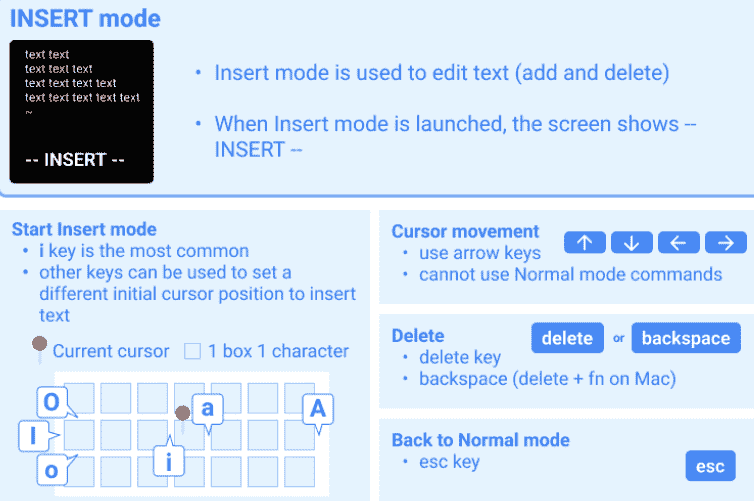 INSERT mode
text text
text text text
text text text text
text text text text text
~
-- INSERT --
• Insert mode is used to edit text (add and delete)
• When Insert mode is launched, the screen shows --
INSERT --
Start Insert mode
• i key is the most common
• other keys can be used to set a
different initial cursor position to insert
text
Current cursor 1 box 1 character
O
a
A
I
i
o
Cursor movement
↑ ↓ ← →
• use arrow keys
• cannot use Normal mode commands
Delete
delete or backspace
• delete key
• backspace (delete + fn on Mac)
Back to Normal mode
• esc key
esc